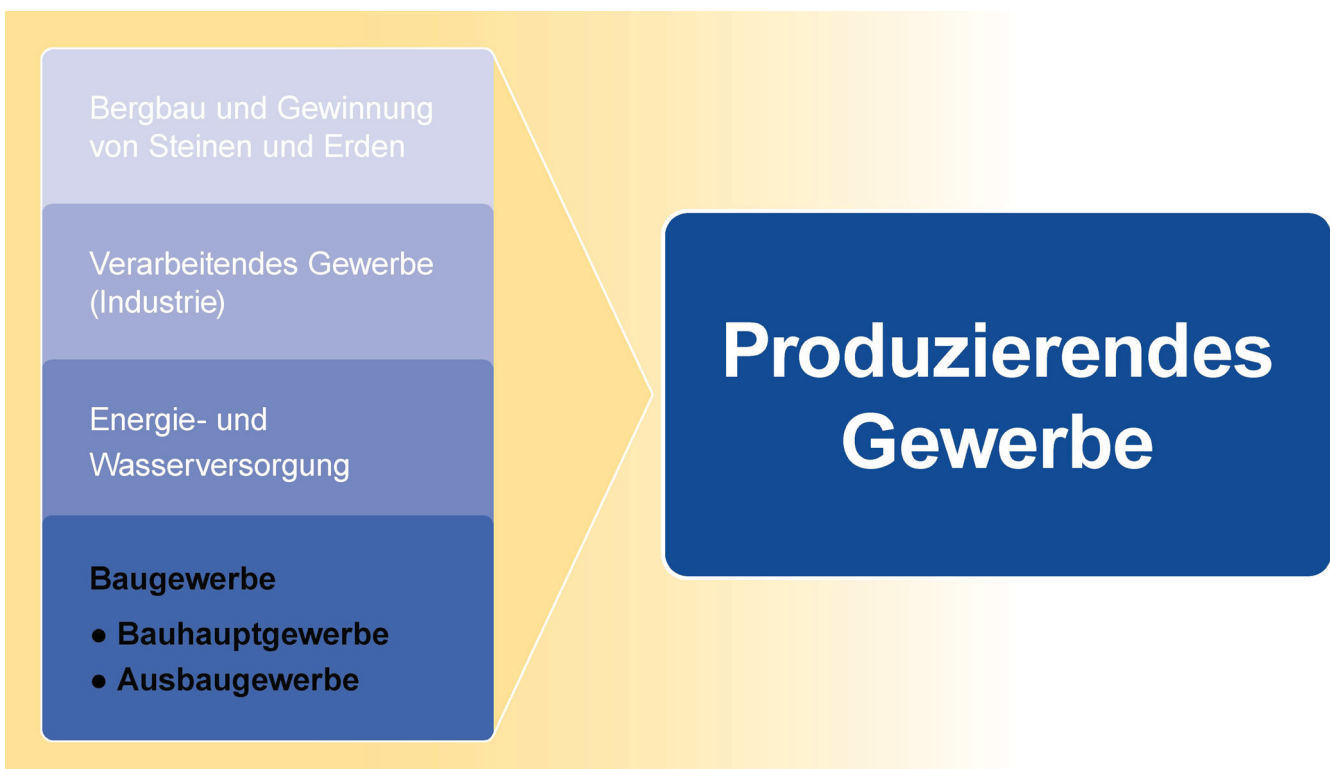 Bergbau und Gewinnung
von Steinen und Erden
Verarbeitendes Gewerbe
(Industrie)
Energie- und
Wasserversorgung
Baugewerbe
● Bauhauptgewerbe
● Ausbaugewerbe
Produzierendes
Gewerbe